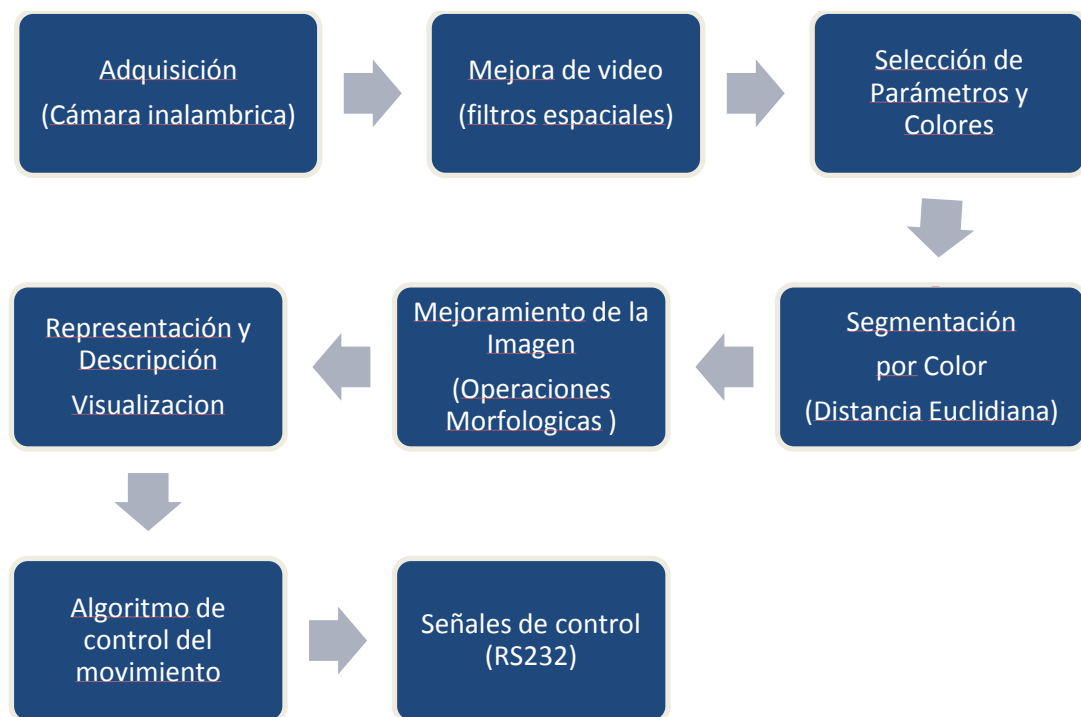 Adquisición
(Cámara inalambrica)
Mejora de video
(filtros espaciales)
Selección de
Parámetros y
Colores
Segmentación
por Color
(Distancia Euclidiana)
Mejoramiento de la
Imagen
(Operaciones
Morfologicas )
Representación y
Descripción
Visualizacion
Algoritmo de
control del
movimiento
Señales de control
(RS232)